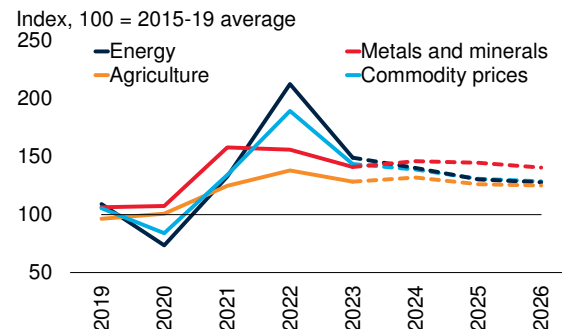 Index, 100 = 2015-19 average
250
Energy Metals and minerals
Agriculture Commodity prices
200
150
100
50
2019 2020 2021 2022 2023 2024 2025 2026